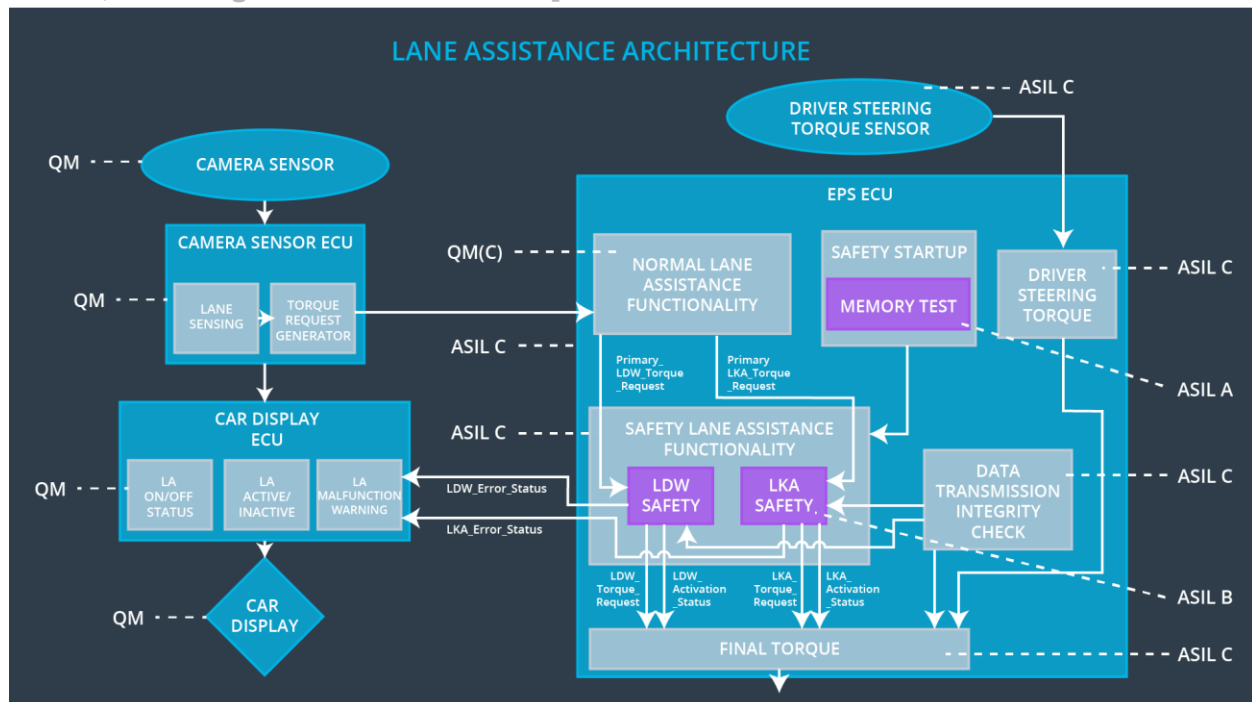 LANE ASSISTANCE ARCHITECTURE
ASIL C
DRIVER STEERING
TORQUE SENSOR
QM
CAMERA SENSOR
EPS ECU
CAMERA SENSOR ECU
QM
LANE
SENSING
TORQUE
REQUEST
GENERATOR
QM(C)
NORMAL LANE
ASSISTANCE
FUNCTIONALITY
SAFETY STARTUP
MEMORY TEST
DRIVER
STEERING
TORQUE
ASIL C
ASIL C
ASIL A
Primary_
LDW_Torque
_Request
Primary
LKA_Torque
_Request
CAR DISPLAY
ECU
QM
LA
ON/OFF
STATUS
LA
ACTIVE/
INACTIVE
LA
MALFUNCTION
WARNING
ASIL C
SAFETY LANE ASSISTANCE
FUNCTIONALITY
LDW
SAFETY
LKA
SAFETY
DATA
TRANSMISSION
INTEGRITY
CHECK
ASIL C
LDW_Error_Status
LKA_Error_Status
LDW_
Torque_
Request
LDW_
Activation
_Status
LKA_
Torque_
Request
LKA_
Activation
_Status
ASIL B
QM
CAR
DISPLAY
FINAL TORQUE
ASIL C